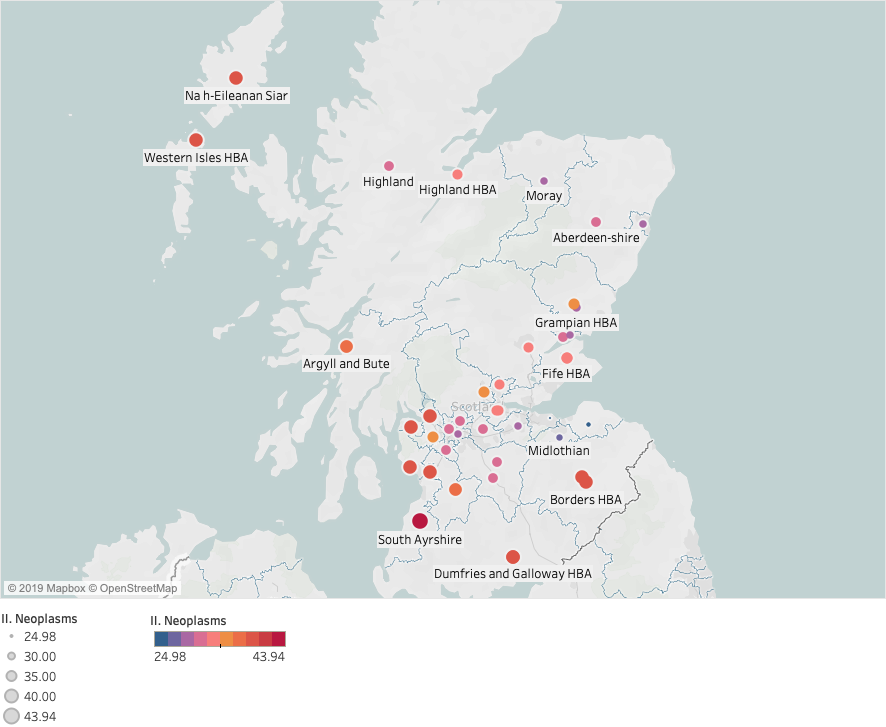 Na h-Eileanan Siar
Western Isles HBA
Highland
Highland HBA
Moray
Aberdeen-shire
Grampian HBA
Argyll and Bute
Fife HBA
Midlothian
Borders HBA
South Ayrshire
Dumfries and Galloway HBA
© 2019 Mapbox © OpenStreetMap
II. Neoplasms
24.98
30.00
35.00
40.00
43.94
II. Neoplasms
24.98 43.94